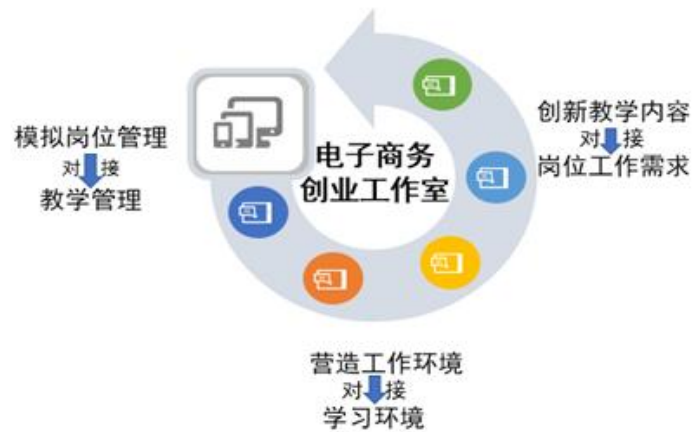 电子商务
创业工作室
模拟岗位管理
对接
教学管理
创新教学内容
对接
岗位工作需求
营造工作环境
对接
学习环境